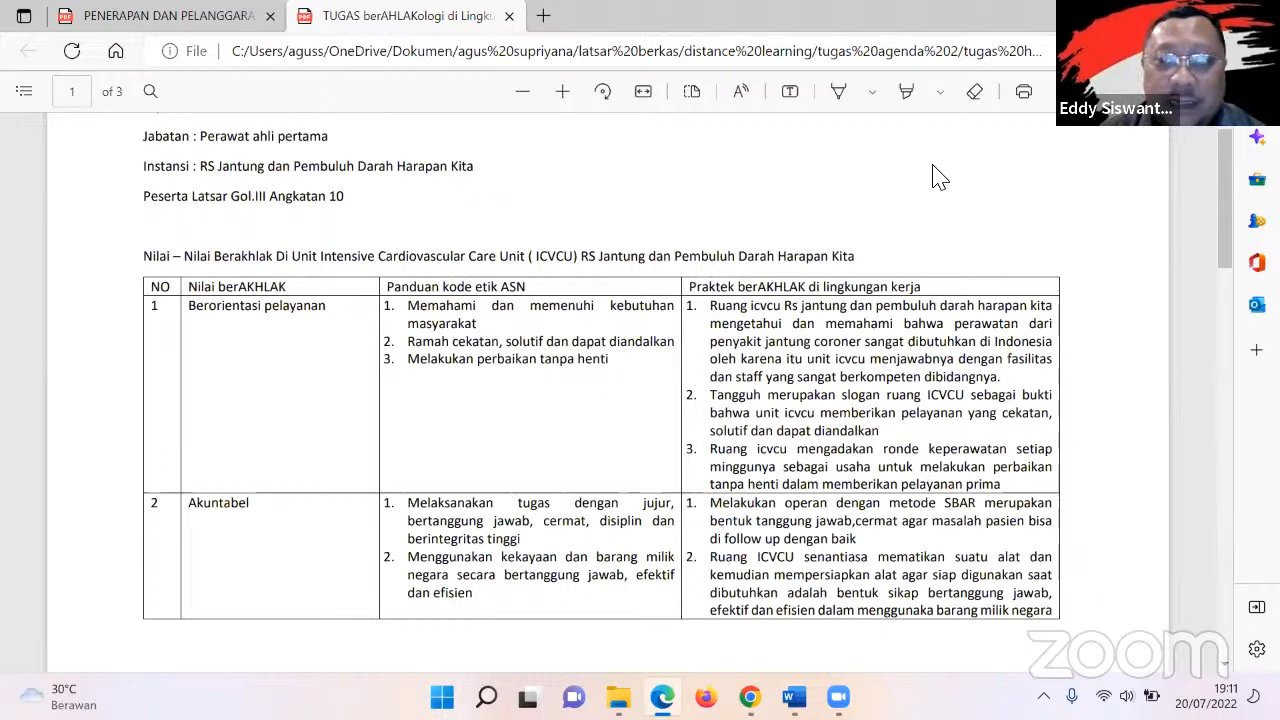 PENERAPAN DAN PELANGGARA
TUGAS berAHLAKologi di Lingku
File
C:/Users/aguss/OneDrive/Dokumen/agus%20supriyana/latsar%20berkas/distance%20learning/tugas%20agenda%202/tugas%20h...
1 of 3
Eddy Siswant...
Jabatan : Perawat ahli pertama
Instansi : RS Jantung dan Pembuluh Darah Harapan Kita
Peserta Latsar Gol.III Angkatan 10
Nilai – Nilai Berakhlak Di Unit Intensive Cardiovascular Care Unit ( ICVCU) RS Jantung dan Pembuluh Darah Harapan Kita
NO
Nilai berAKHLAK
Panduan kode etik ASN
Praktek berAKHLAK di lingkungan kerja
1
Berorientasi pelayanan
1. Memahami dan memenuhi kebutuhan
masyarakat
2. Ramah cekatan, solutif dan dapat diandalkan
3. Melakukan perbaikan tanpa henti
1. Ruang icvcu Rs jantung dan pembuluh darah harapan kita
mengetahui dan memahami bahwa perawatan dari
penyakit jantung coroner sangat dibutuhkan di Indonesia
oleh karena itu unit icvcu menjawabnya dengan fasilitas
dan staff yang sangat berkompeten dibidangnya.
2. Tangguh merupakan slogan ruang ICVCU sebagai bukti
bahwa unit icvcu memberikan pelayanan yang cekatan,
solutif dan dapat diandalkan
3. Ruang icvcu mengadakan ronde keperawatan setiap
minggunya sebagai usaha untuk melakukan perbaikan
tanpa henti dalam memberikan pelayanan prima
2
Akuntabel
1. Melaksanakan tugas dengan jujur,
bertanggung jawab, cermat, disiplin dan
berintegritas tinggi
2. Menggunakan kekayaan dan barang milik
negara secara bertanggung jawab, efektif
dan efisien
1. Melakukan operan dengan metode SBAR merupakan
bentuk tanggung jawab,cermat agar masalah pasien bisa
di follow up dengan baik
2. Ruang ICVCU senantiasa mematikan suatu alat dan
kemudian mempersiapkan alat agar siap digunakan saat
dibutuhkan adalah bentuk sikap bertanggung jawab,
efektif dan efisien dalam menggunaka barang milik negara
zoom
30°C
Berawan
19:11
20/07/2022